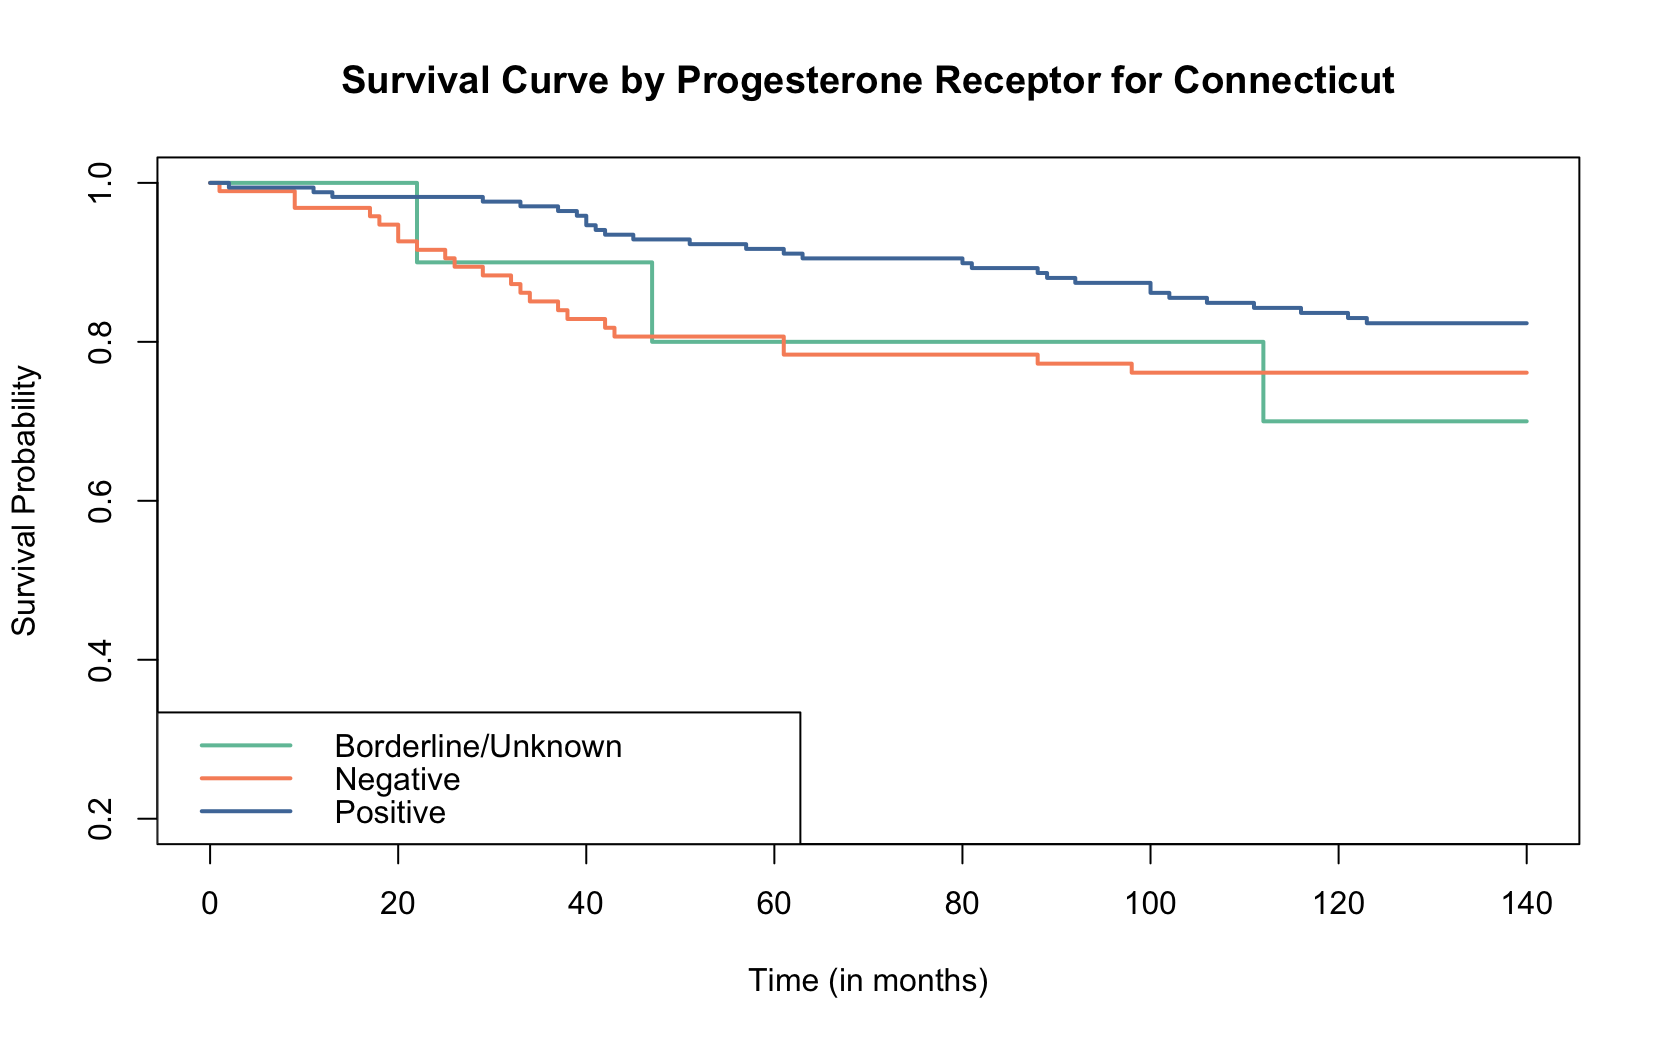 Survival Curve by Progesterone Receptor for Connecticut
Survival Probability
1.0
0.8
0.6
0.4
0.2
Borderline/Unknown
Negative
Positive
0 20 40 60 80 100 120 140
Time (in months)